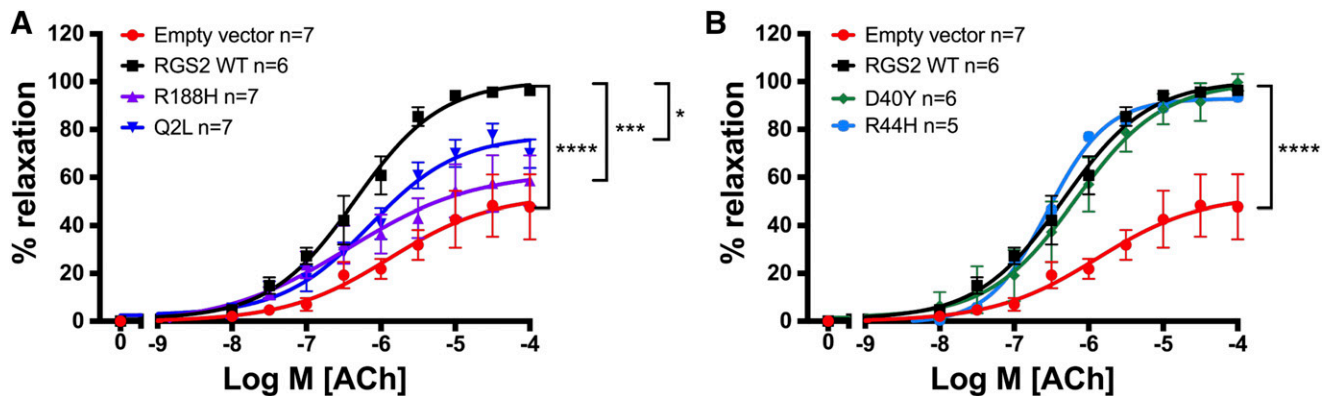 A
Empty vector n=7
RGS2 WT n=6
R188H n=7
Q2L n=7
% relaxation
120
100
80
60
40
20
0
0 -9 -8 -7 -6 -5 -4
Log M [ACh]
****
***
*
B
Empty vector n=7
RGS2 WT n=6
D40Y n=6
R44H n=5
% relaxation
120
100
80
60
40
20
0
0 -9 -8 -7 -6 -5 -4
Log M [ACh]
****